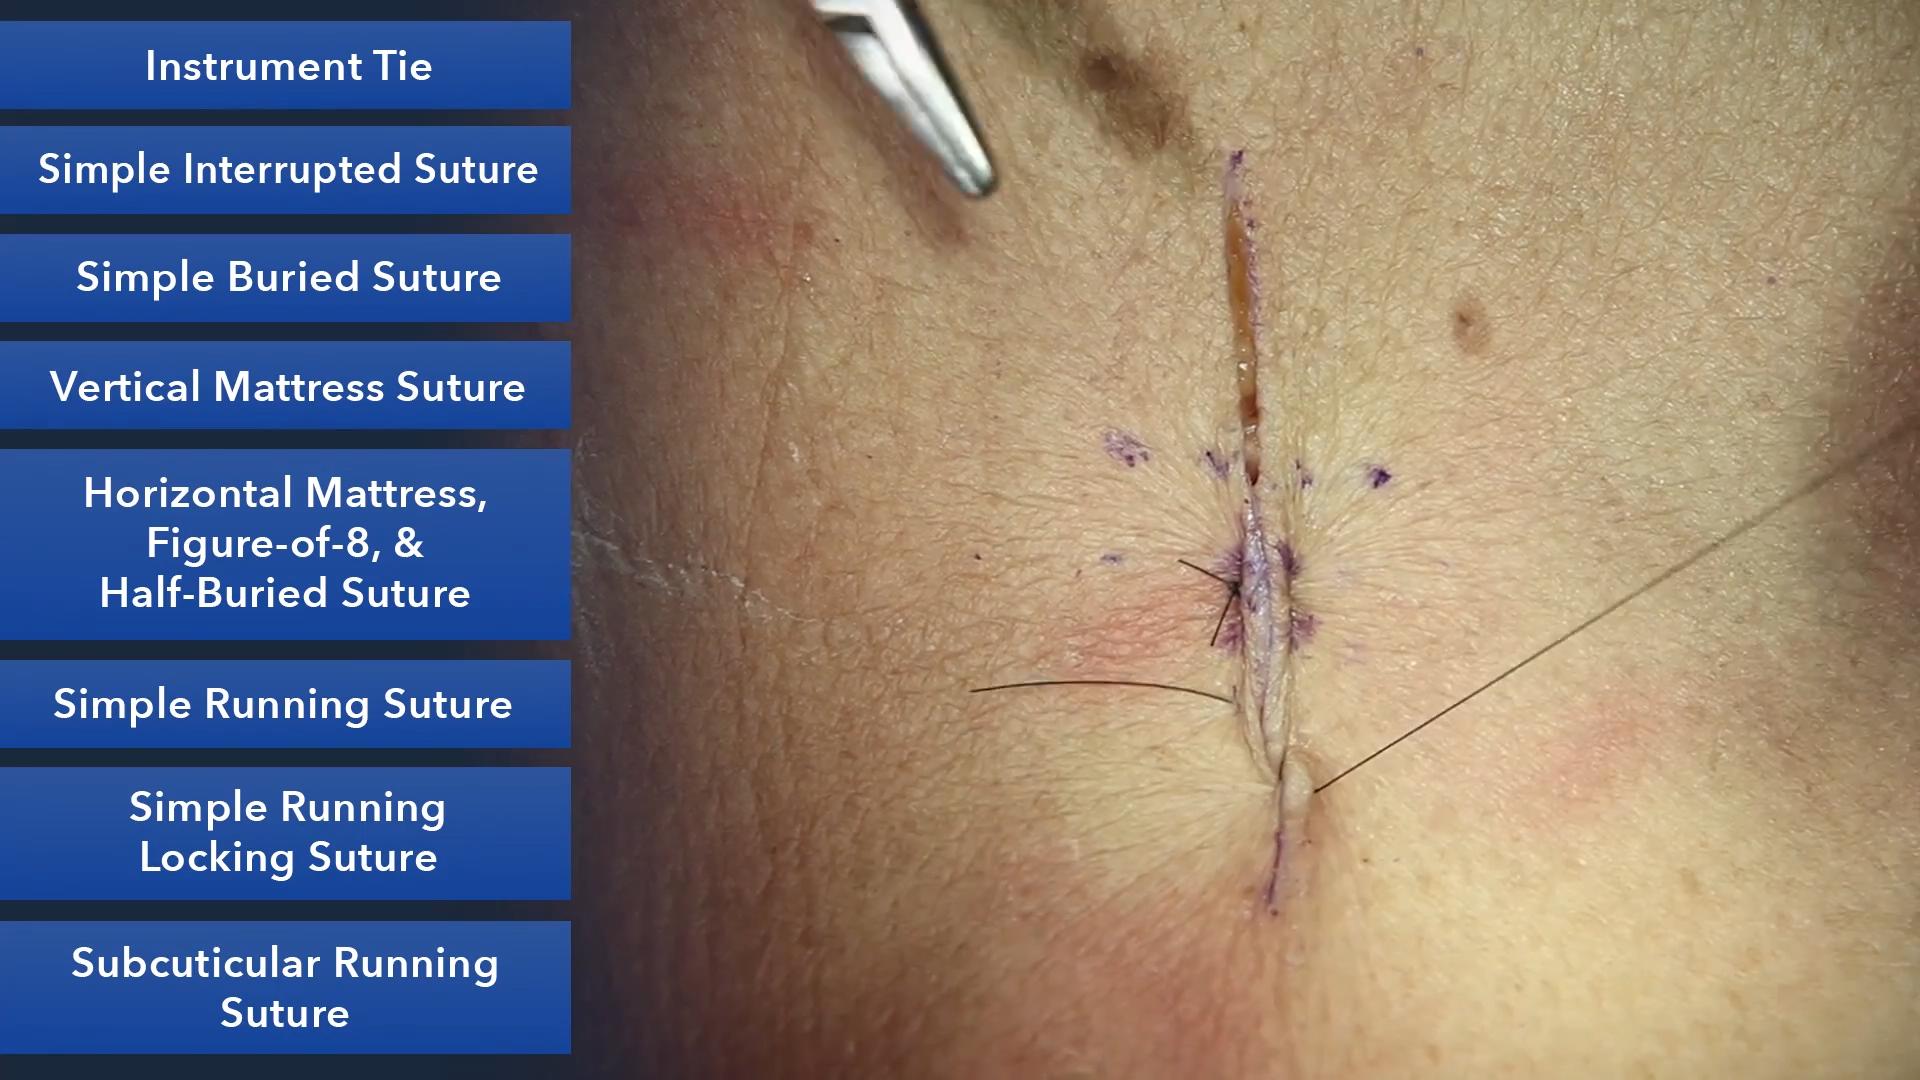 Instrument Tie
Simple Interrupted Suture
Simple Buried Suture
Vertical Mattress Suture
Horizontal Mattress,
Figure-of-8, &
Half-Buried Suture
Simple Running Suture
Simple Running
Locking Suture
Subcuticular Running
Suture